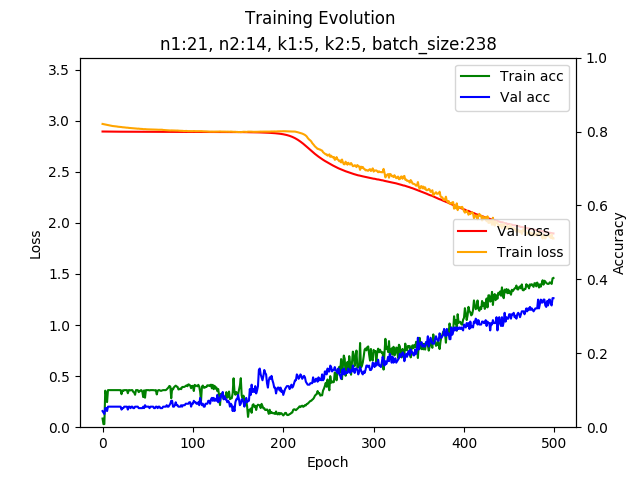 Training Evolution
n1:21, n2:14, k1:5, k2:5, batch_size:238
Train acc
Val acc
Val loss
Train loss
Loss
3.5
3.0
2.5
2.0
1.5
1.0
0.5
0.0
Accuracy
1.0
0.8
0.6
0.4
0.2
0.0
0 100 200 300 400 500
Epoch